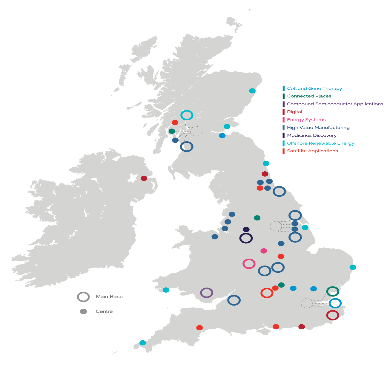 Cell and Gene Therapy
Connected Places
Compound Semiconductor Applications
Digital
Energy Systems
High Value Manufacturing
Medicines Discovery
Offshore Renewable Energy
Satellite Applications
Main Base
Centre